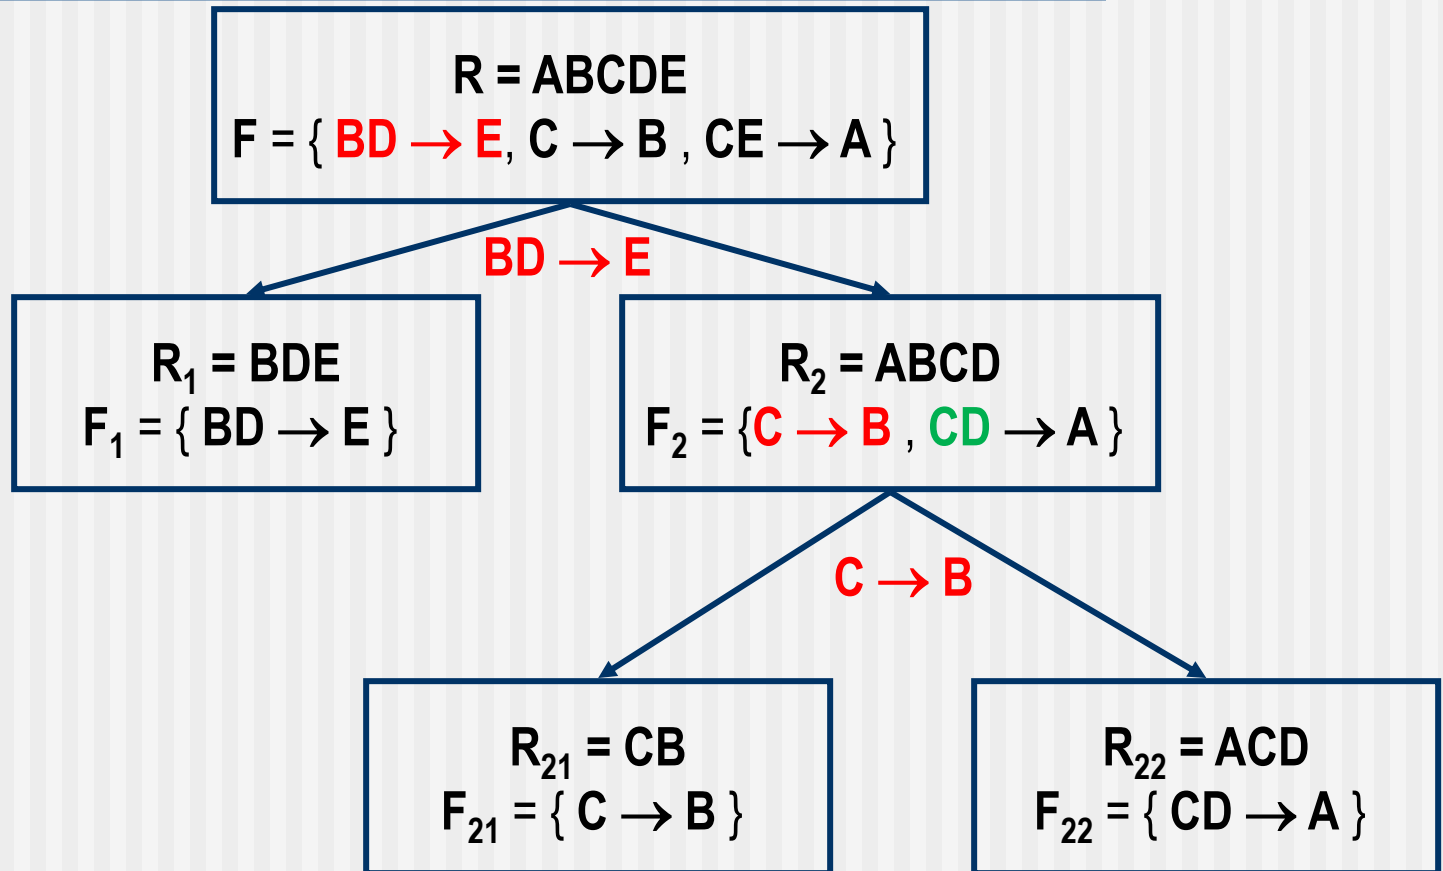 R = ABCDE
F = { BD → E, C → B , CE → A }
BD → E
R₁ = BDE
F₁ = { BD → E }
R₂ = ABCD
F₂ = {C → B , CD → A }
C → B
R₂₁ = CB
F₂₁ = { C → B }
R₂₂ = ACD
F₂₂ = { CD → A }